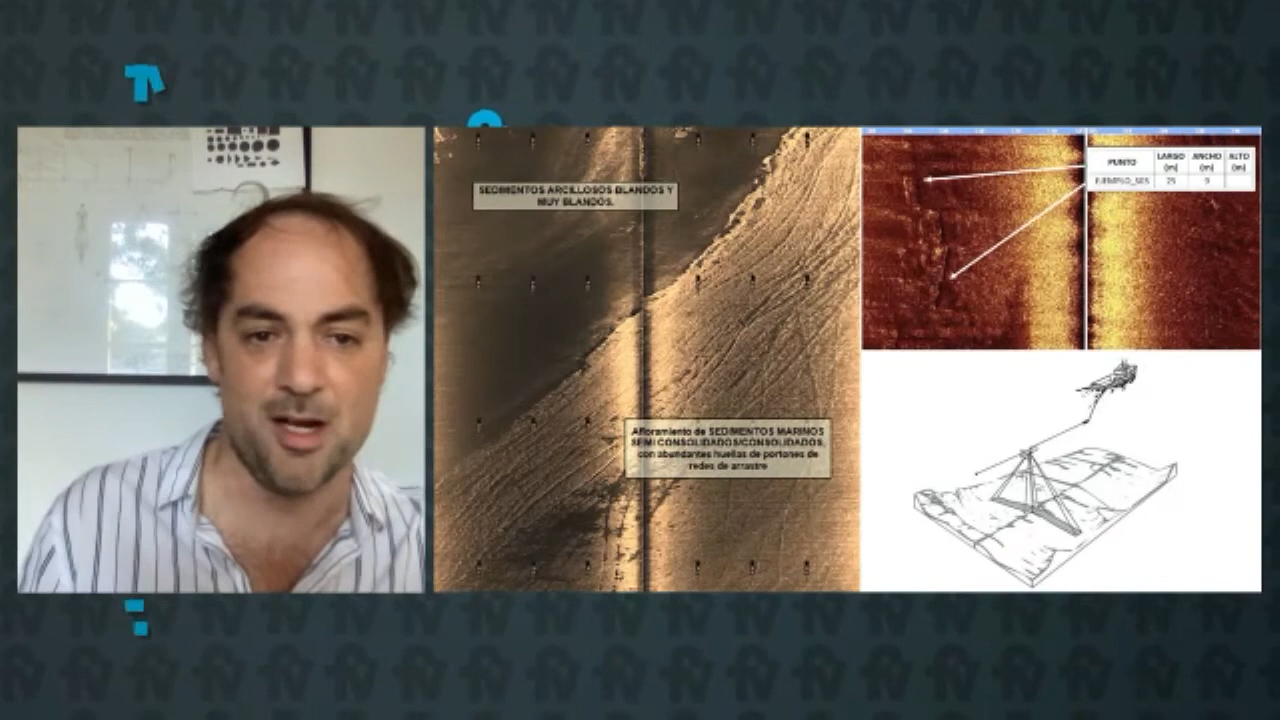 SEDIMENTOS ARCILLOSOS BLANDOS Y
MUY BLANDOS.
Afloramiento de SEDIMENTOS MARINOS
SEMI CONSOLIDADOS/CONSOLIDADOS,
con abundantes huellas de portones de
redes de arrastre
PUNTO LARGO (m) ANCHO (m) ALTO (m)
EJEMPLO_SES 25 9